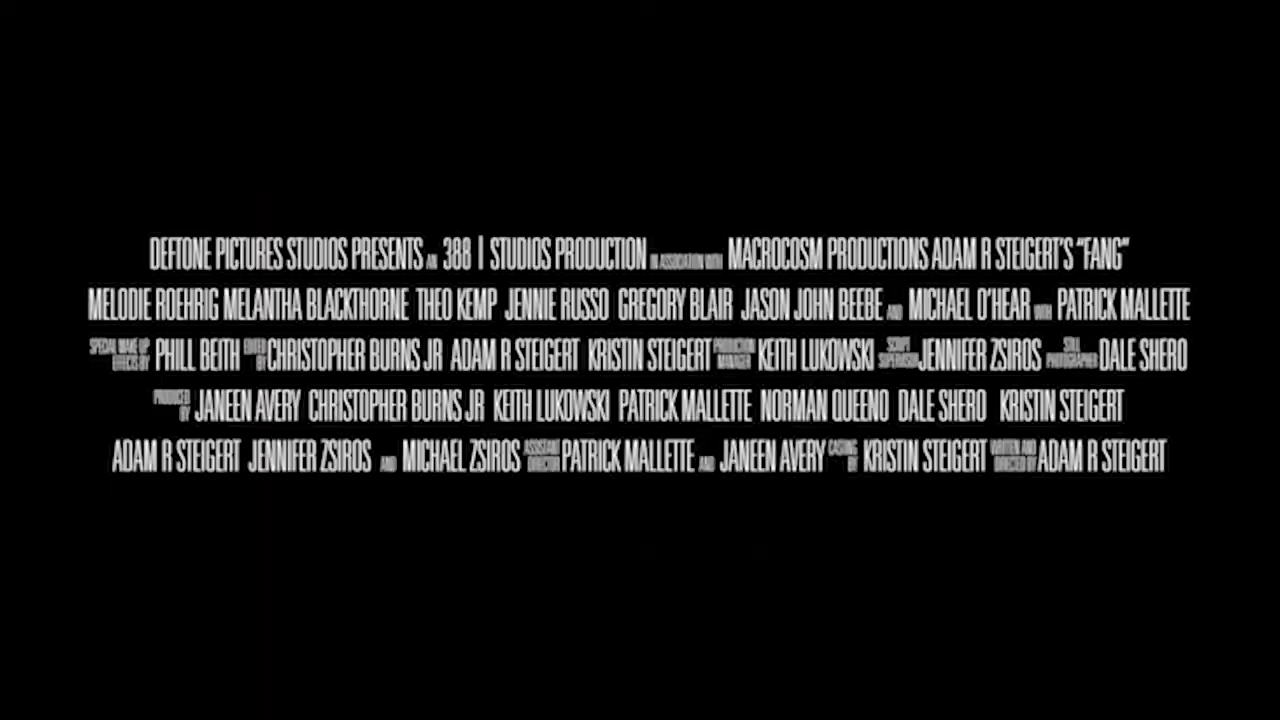 DEFTONE PICTURES STUDIOS PRESENTS AN 388 | STUDIOS PRODUCTION IN ASSOCIATION WITH MACROCOSM PRODUCTIONS ADAM R STEIGERT'S "FANG"
MELODIE ROEHRIG MELANTHA BLACKTHORNE THEO KEMP JENNIE RUSSO GREGORY BLAIR JASON JOHN BEEBE AND MICHAEL O'HEAR WITH PATRICK MALLETTE
SPECIAL MAKE UP EFFECTS BY PHILL BEITH EDITED BY CHRISTOPHER BURNS JR ADAM R STEIGERT KRISTIN STEIGERT PRODUCTION MANAGER KEITH LUKOWSKI SCRIPT SUPERVISOR JENNIFER ZSIROS STILL PHOTOGRAPHER DALE SHERO
PRODUCED BY JANEEN AVERY CHRISTOPHER BURNS JR KEITH LUKOWSKI PATRICK MALLETTE NORMAN QUEENO DALE SHERO KRISTIN STEIGERT
ADAM R STEIGERT JENNIFER ZSIROS AND MICHAEL ZSIROS ASSISTANT DIRECTOR PATRICK MALLETTE AND JANEEN AVERY CASTING BY KRISTIN STEIGERT WRITTEN AND DIRECTED BY ADAM R STEIGERT